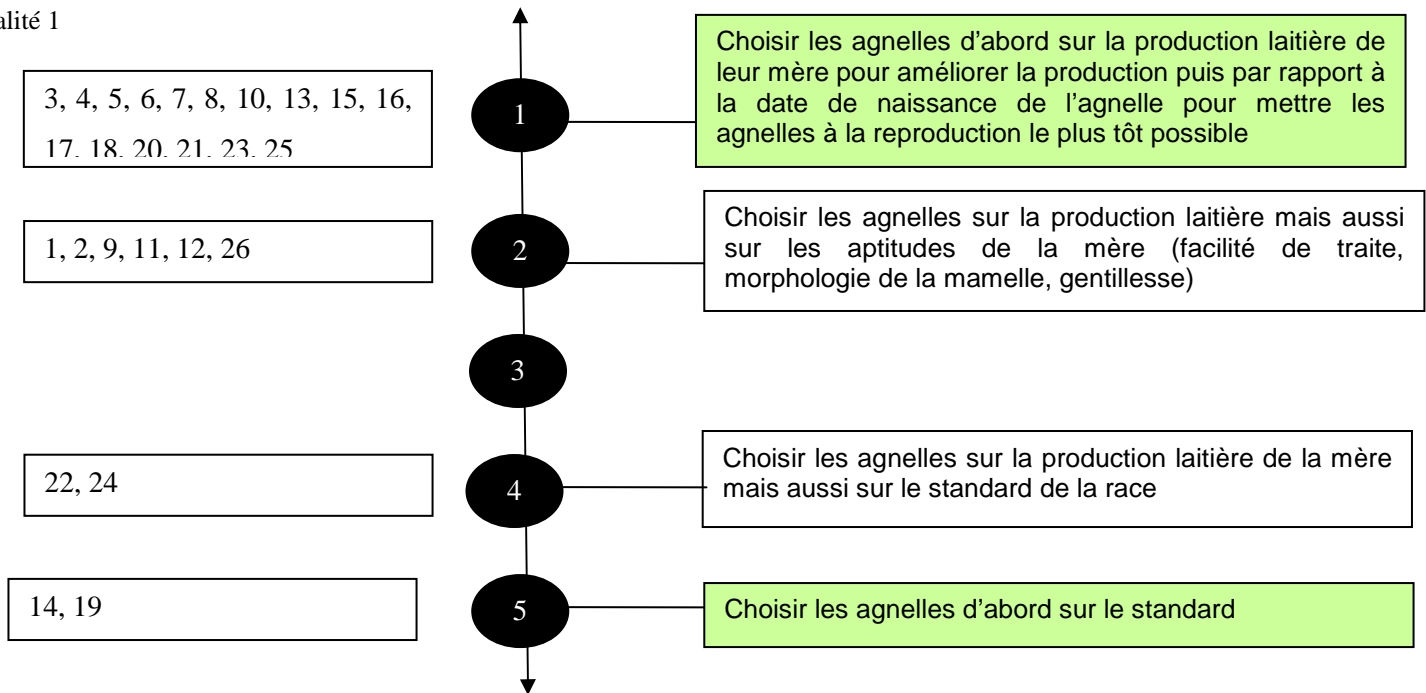 alité 1
3, 4, 5, 6, 7, 8, 10, 13, 15, 16,
17, 18, 20, 21, 23, 25
1
Choisir les agnelles d'abord sur la production laitière de
leur mère pour améliorer la production puis par rapport à
la date de naissance de l'agnelle pour mettre les
agnelles à la reproduction le plus tôt possible
1, 2, 9, 11, 12, 26
2
Choisir les agnelles sur la production laitière mais aussi
sur les aptitudes de la mère (facilité de traite,
morphologie de la mamelle, gentillesse)
3
22, 24
4
Choisir les agnelles sur la production laitière de la mère
mais aussi sur le standard de la race
14, 19
5
Choisir les agnelles d'abord sur le standard